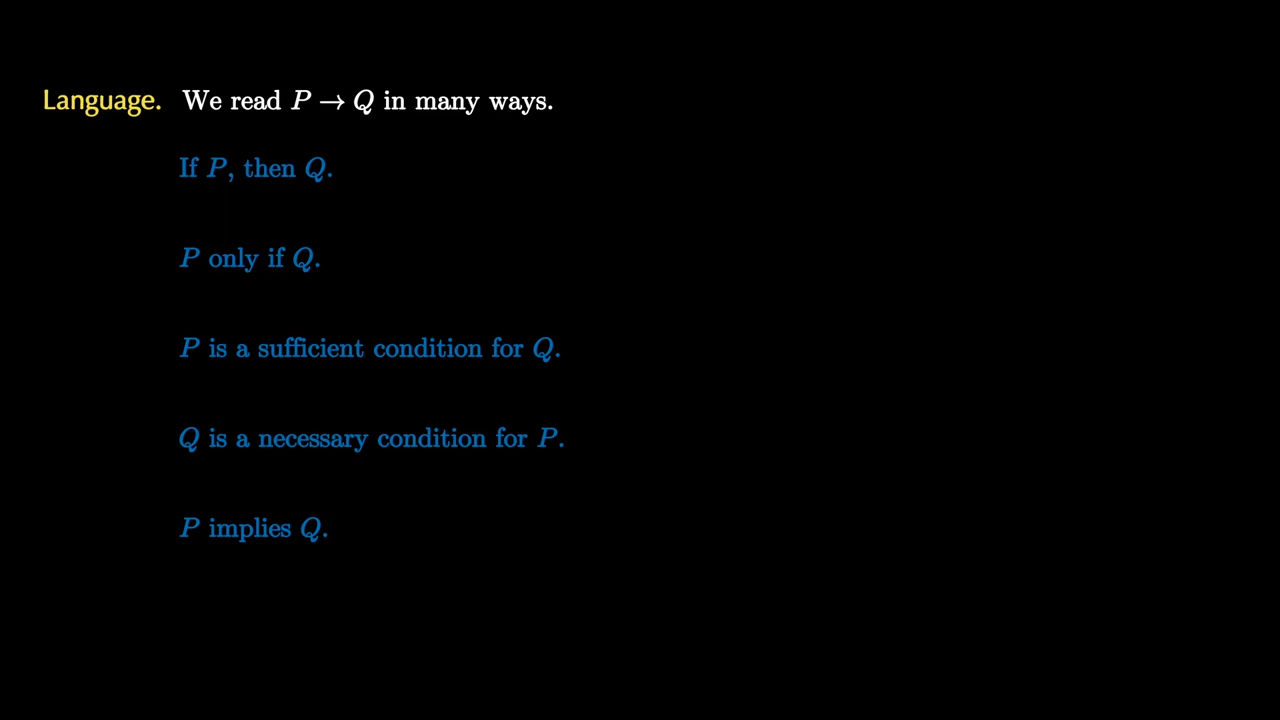 Language. We read P → Q in many ways.
If P, then Q.
P only if Q.
P is a sufficient condition for Q.
Q is a necessary condition for P.
P implies Q.